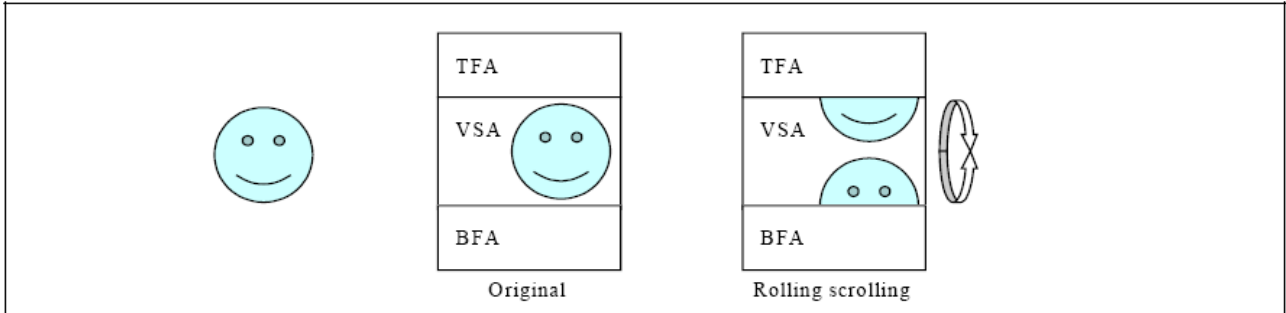 TFA
VSA
BFA
Original
TFA
VSA
BFA
Rolling scrolling